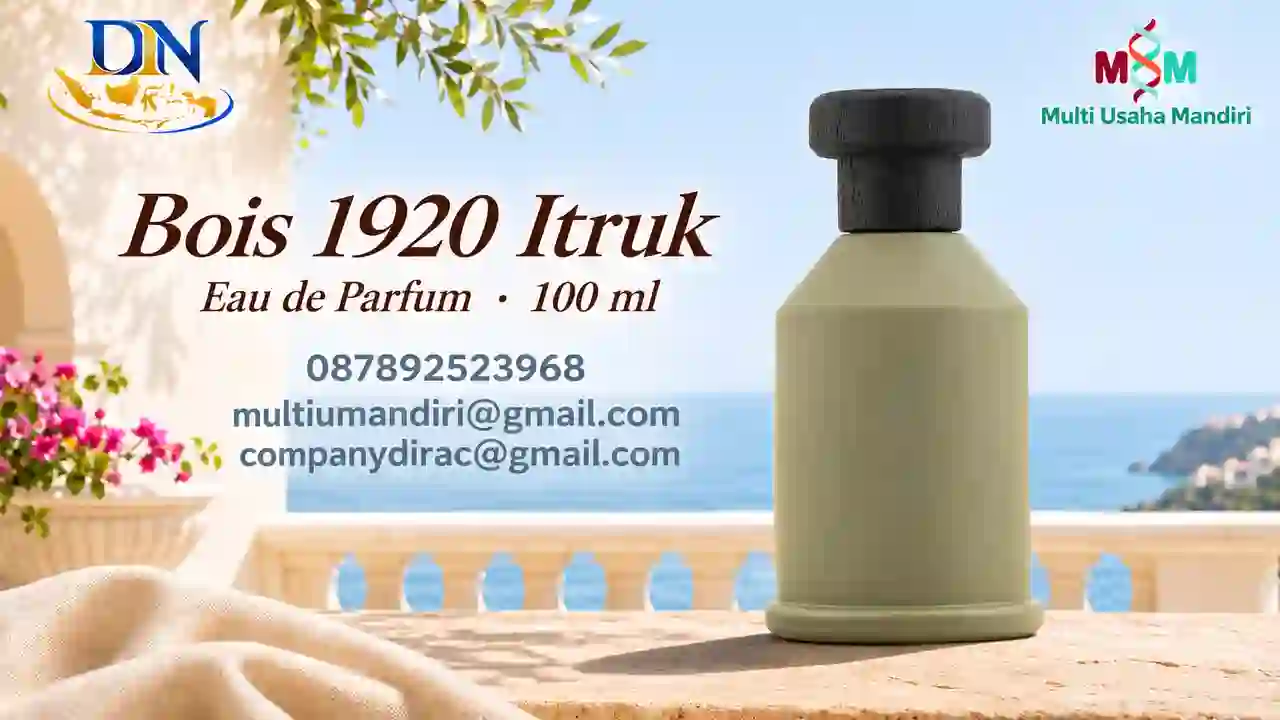 DN
MSM
Multi Usaha Mandiri
Bois 1920 Itruk
Eau de Parfum · 100 ml
087892523968
multiumandiri@gmail.com
companydirac@gmail.com